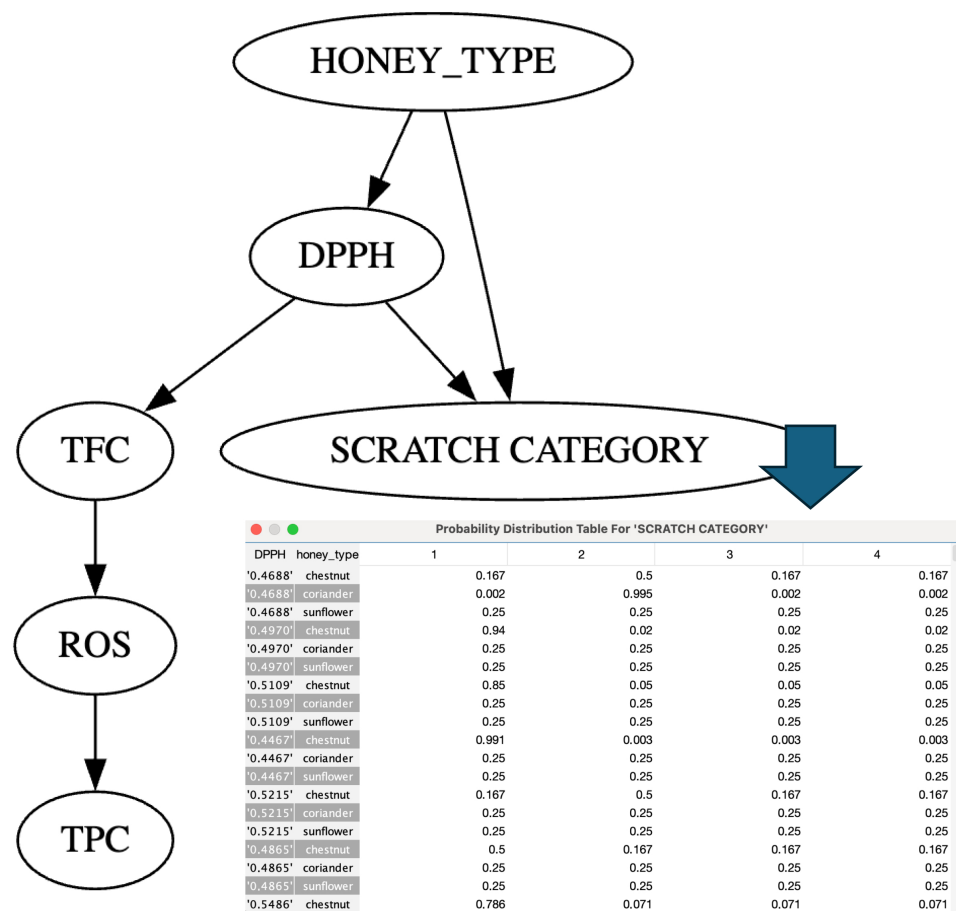 HONEY_TYPE
DPPH
TFC
SCRATCH CATEGORY
ROS
TPC
Probability Distribution Table For 'SCRATCH CATEGORY'
DPPH honey_type 1 2 3 4
'0.4688' chestnut 0.167 0.5 0.167 0.167
'0.4688' coriander 0.002 0.995 0.002 0.002
'0.4688' sunflower 0.25 0.25 0.25 0.25
'0.4970' chestnut 0.94 0.02 0.02 0.02
'0.4970' coriander 0.25 0.25 0.25 0.25
'0.4970' sunflower 0.25 0.25 0.25 0.25
'0.5109' chestnut 0.85 0.05 0.05 0.05
'0.5109' coriander 0.25 0.25 0.25 0.25
'0.5109' sunflower 0.25 0.25 0.25 0.25
'0.4467' chestnut 0.991 0.003 0.003 0.003
'0.4467' coriander 0.25 0.25 0.25 0.25
'0.4467' sunflower 0.25 0.25 0.25 0.25
'0.5215' chestnut 0.167 0.5 0.167 0.167
'0.5215' coriander 0.25 0.25 0.25 0.25
'0.5215' sunflower 0.25 0.25 0.25 0.25
'0.4865' chestnut 0.5 0.167 0.167 0.167
'0.4865' coriander 0.25 0.25 0.25 0.25
'0.4865' sunflower 0.25 0.25 0.25 0.25
'0.5486' chestnut 0.786 0.071 0.071 0.071